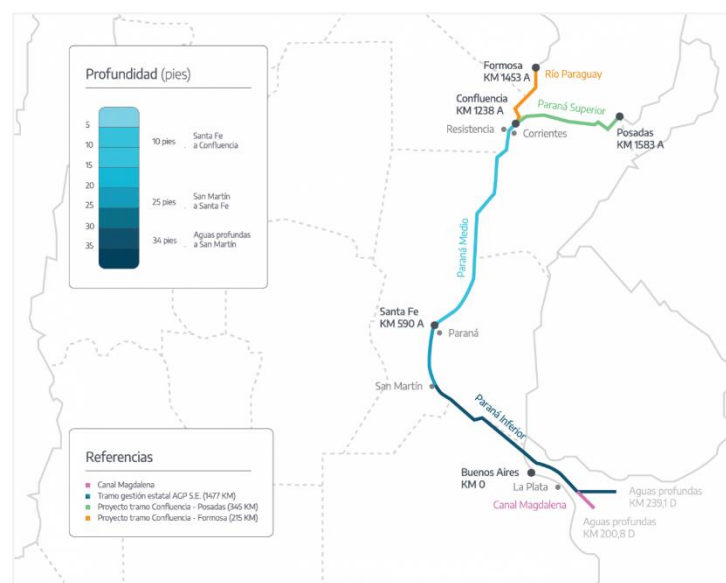 Profundidad (pies)
5
10
15
20
25
30
35
10 pies
Santa Fe
a Confluencia
25 pies
San Martín
a Santa Fe
34 pies
Aguas profundas
a San Martín
Formosa
KM 1453 A
Río Paraguay
Confluencia
KM 1238 A
Paraná Superior
Resistencia
Corrientes
Posadas
KM 1583 A
Paraná Medio
Santa Fe
KM 590 A
Paraná
San Martín
Paraná Inferior
Buenos Aires
KM 0
La Plata
Canal Magdalena
Aguas profundas
KM 239,1 D
Aguas profundas
KM 200,8 D
Referencias
Canal Magdalena
Tramo gestión estatal AGP S.E. (1477 KM)
Proyecto tramo Confluencia - Posadas (345 KM)
Proyecto tramo Confluencia - Formosa (215 KM)